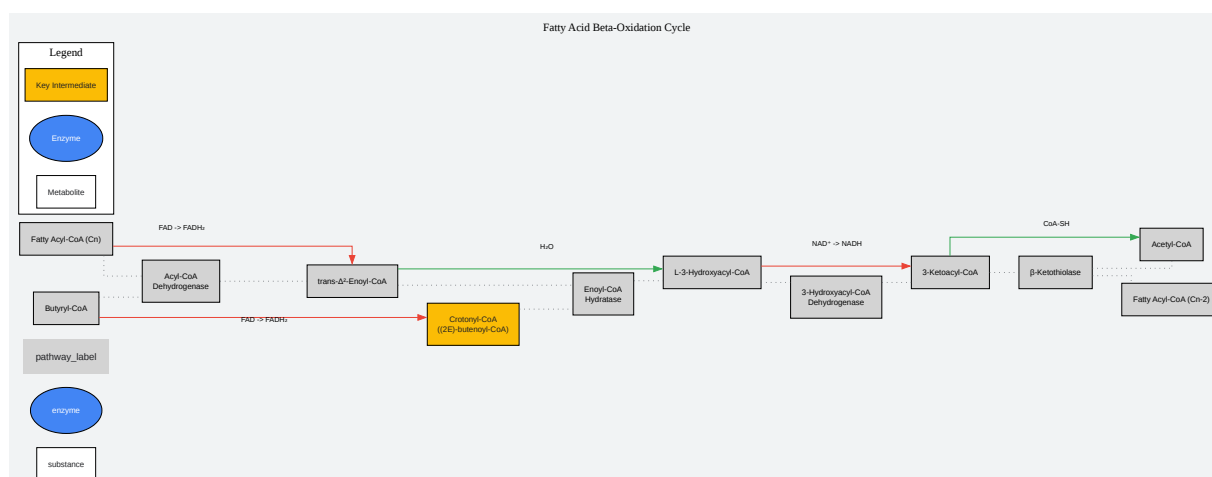 Fatty Acid Beta-Oxidation Cycle
Legend
Key Intermediate
Enzyme
Metabolite
Fatty Acyl-CoA (Cn)
FAD -> FADH₂
Acyl-CoA
Dehydrogenase
Butyryl-CoA
FAD -> FADH₂
trans-Δ²-Enoyl-CoA
Crotonyl-CoA
((2E)-butenoyl-CoA)
H₂O
Enoyl-CoA
Hydratase
L-3-Hydroxyacyl-CoA
NAD⁺ -> NADH
3-Hydroxyacyl-CoA
Dehydrogenase
3-Ketoacyl-CoA
CoA-SH
β-Ketothiolase
Acetyl-CoA
Fatty Acyl-CoA (Cn-2)
pathway_label
enzyme
substance